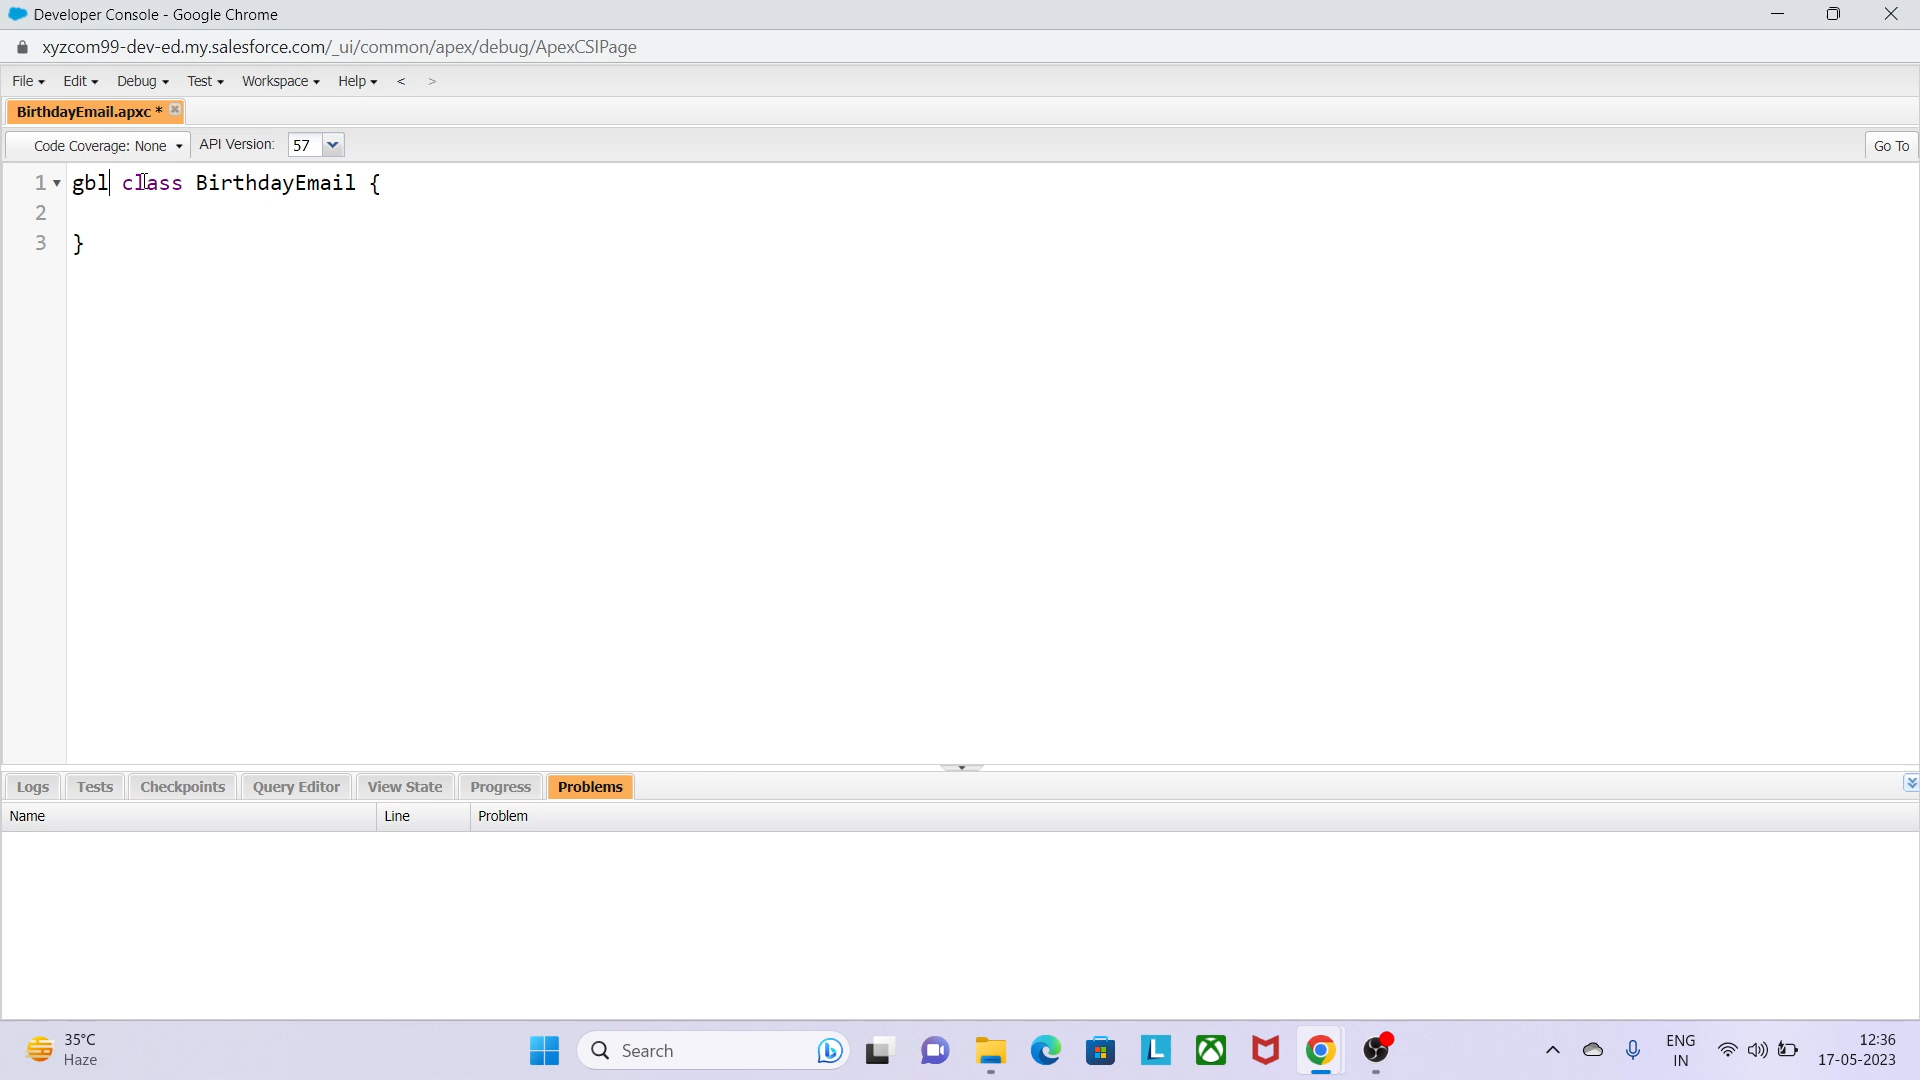 Developer Console - Google Chrome
xyzcom99-dev-ed.my.salesforce.com/_ui/common/apex/debug/ApexCSIPage
File Edit Debug Test Workspace Help < >
BirthdayEmail.apxc *
Code Coverage: None API Version: 57 Go To
1 gbl class BirthdayEmail {
2
3 }
Logs Tests Checkpoints Query Editor View State Progress Problems
Name Line Problem
35°C
Haze
Search
L
ENG
IN
12:36
17-05-2023